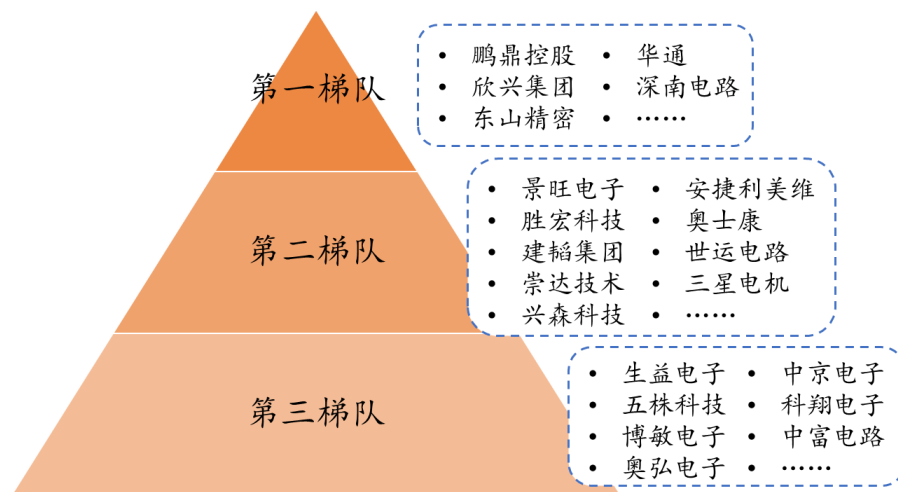 第一梯队
• 鹏鼎控股 • 华通
• 欣兴集团 • 深南电路
• 东山精密 • ……
第二梯队
• 景旺电子 • 安捷利美维
• 胜宏科技 • 奥士康
• 建韬集团 • 世运电路
• 崇达技术 • 三星电机
• 兴森科技 • ……
第三梯队
• 生益电子 • 中京电子
• 五株科技 • 科翔电子
• 博敏电子 • 中富电路
• 奥弘电子 • ……